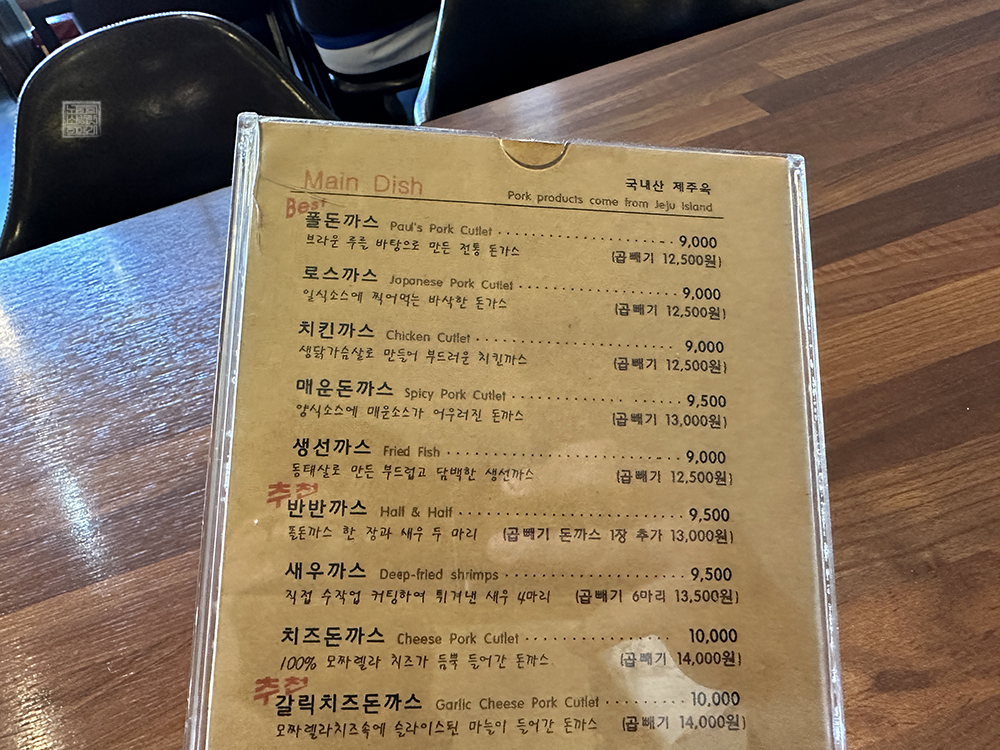 Main Dish
국내산 제주옥
Pork products come from Jeju Island
Best
폴돈까스 Paul's Pork Cutlet 9,000
브라운 루를 바탕으로 만든 전통 돈가스 (곱빼기 12,500원)
로스까스 Japanese Pork Cutlet 9,000
일식소스에 찍어먹는 바삭한 돈가스 (곱빼기 12,500원)
치킨까스 Chicken Cutlet 9,000
생닭가슴살로 만들어 부드러운 치킨까스 (곱빼기 12,500원)
매운돈까스 Spicy Pork Cutlet 9,500
양식소스에 매운소스가 어우러진 돈까스 (곱빼기 13,000원)
생선까스 Fried Fish 9,000
동태살로 만든 부드럽고 담백한 생선까스 (곱빼기 12,500원)
추천
반반까스 Half & Half 9,500
폴돈까스 한 장과 새우 두 마리 (곱빼기 돈까스 1장 추가 13,000원)
새우까스 Deep-fried shrimps 9,500
직접 수작업 커팅하여 튀겨낸 새우 4마리 (곱빼기 6마리 13,500원)
치즈돈까스 Cheese Pork Cutlet 10,000
100% 모짜렐라 치즈가 듬뿍 들어간 돈까스 (곱빼기 14,000원)
추천
갈릭치즈돈까스 Garlic Cheese Pork Cutlet 10,000
모짜렐라치즈속에 슬라이스된 마늘이 들어간 돈까스 (곱빼기 14,000원)